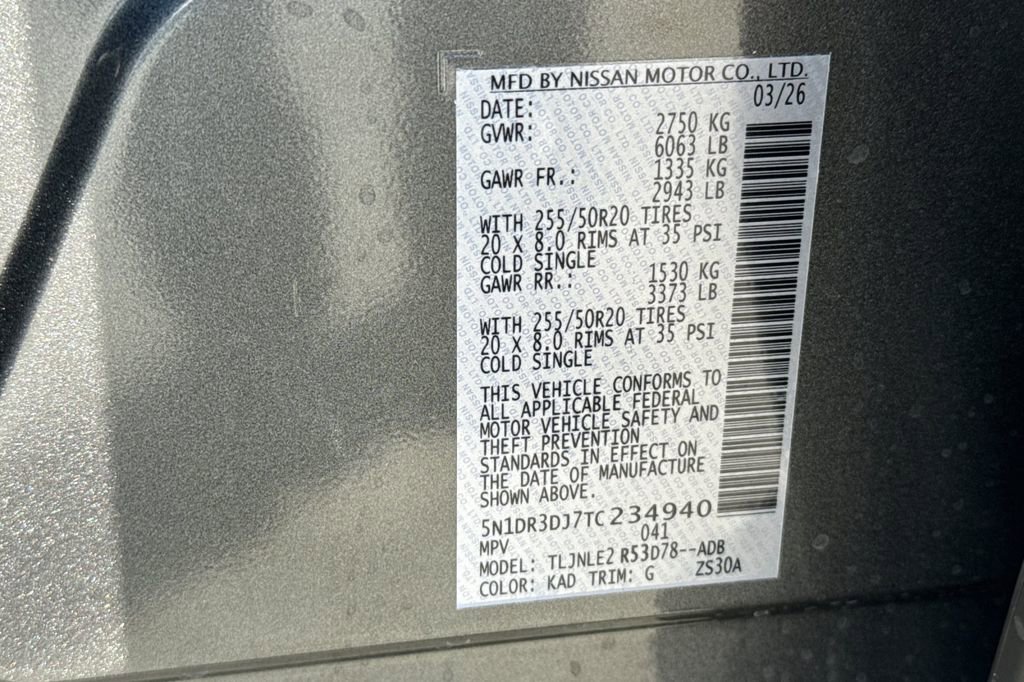 MFD BY NISSAN MOTOR CO., LTD.
DATE: 03/26
GVWR: 2750 KG
6063 LB
GAWR FR.: 1335 KG
2943 LB
WITH 255/50R20 TIRES
20 X 8.0 RIMS AT 35 PSI
COLD SINGLE
GAWR RR.: 1530 KG
3373 LB
WITH 255/50R20 TIRES
20 X 8.0 RIMS AT 35 PSI
COLD SINGLE
THIS VEHICLE CONFORMS TO
ALL APPLICABLE FEDERAL
MOTOR VEHICLE SAFETY AND
THEFT PREVENTION
STANDARDS IN EFFECT ON
THE DATE OF MANUFACTURE
SHOWN ABOVE.
5N1DR3DJ7TC234940
MPV 041
MODEL: TLJNLE2 R53D78--ADB
COLOR: KAD TRIM: G ZS30A